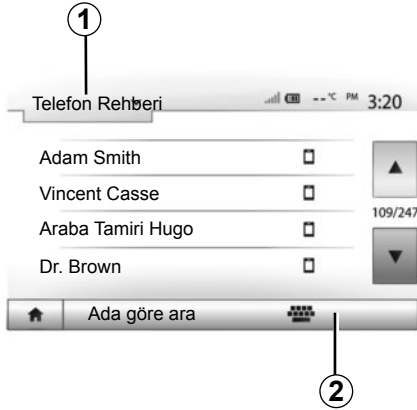 1
Telefon Rehberi --°C PM 3:20
Adam Smith
Vincent Casse
109/247
Araba Tamiri Hugo
Dr. Brown
Ada göre ara
2